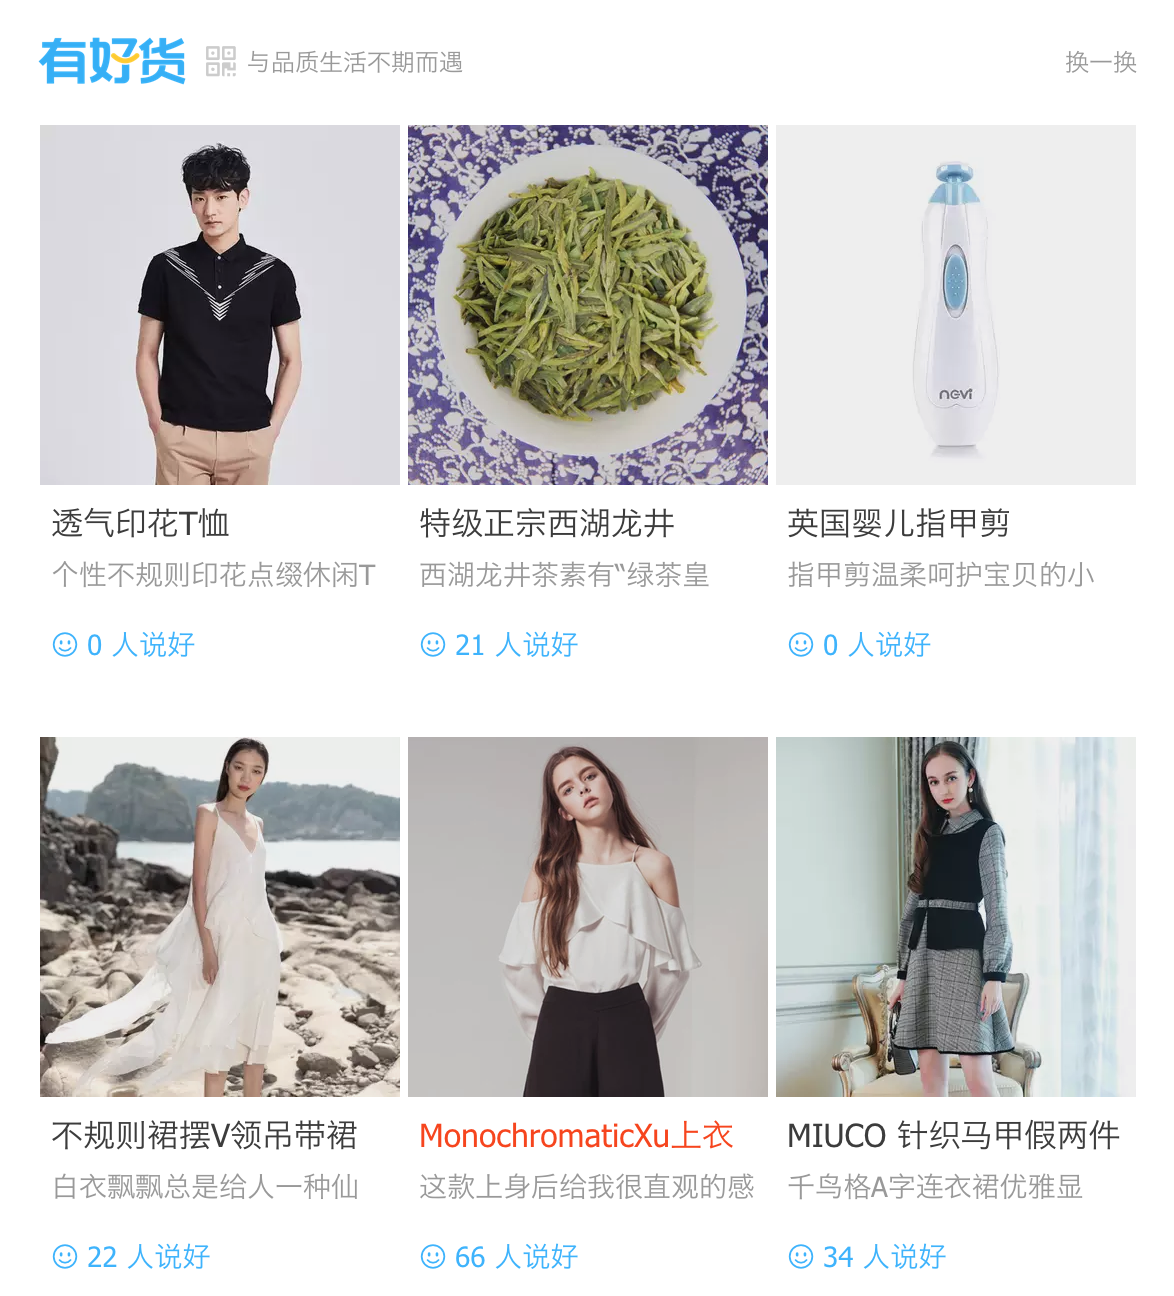 有好货
与品质生活不期而遇
换一换
nevi
透气印花T恤
特级正宗西湖龙井
英国婴儿指甲剪
个性不规则印花点缀休闲T
西湖龙井茶素有“绿茶皇
指甲剪温柔呵护宝贝的小
0 人说好
21 人说好
0 人说好
不规则裙摆V领吊带裙
MonochromaticXu上衣
MIUCO 针织马甲假两件
白衣飘飘总是给人一种仙
这款上身后给我很直观的感
千鸟格A字连衣裙优雅显
22 人说好
66 人说好
34 人说好